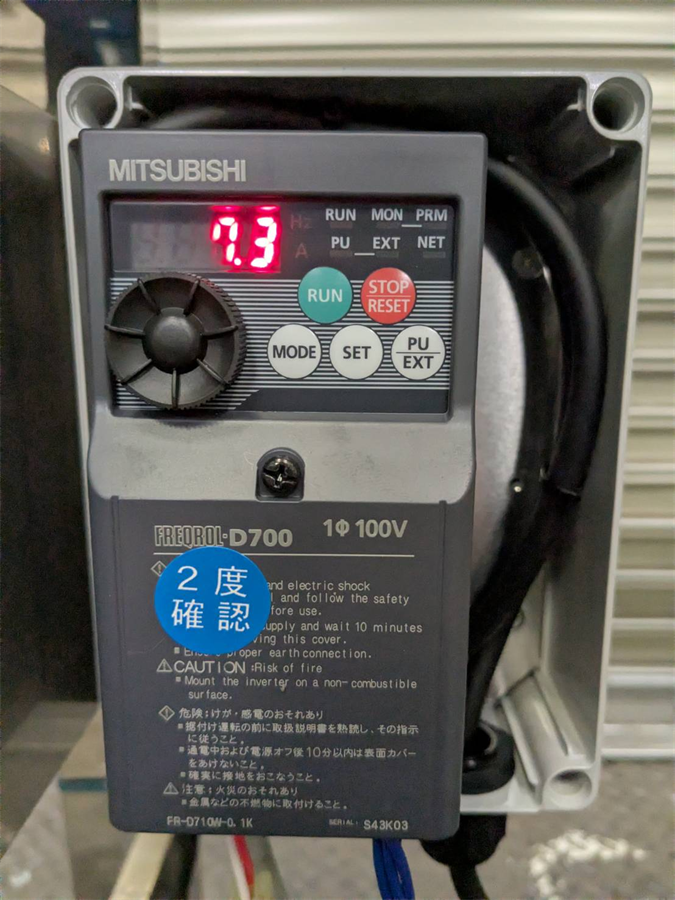 MITSUBISHI
7.3
Hz
A
RUN MON PRM
PU EXT NET
RUN
STOP
RESET
MODE
SET
PU
EXT
FREQROL-D700 1Φ 100V
2度
確認
and electric shock
and follow the safety
before use.
supply and wait 10 minutes
this cover.
proper earth connection.
CAUTION :Risk of fire
Mount the inverter on a non-combustible
surface.
危険:けが・感電のおそれあり
据付け運転の前に取扱説明書を熟読し、その指示
に従うこと。
通電中および電源オフ後10分以内は表面カバー
をあけないこと。
確実に接地をおこなうこと。
注意:火災のおそれあり
金属などの不燃物に取付けること。
FR-D710W-0.1K SERIAL: S43K03